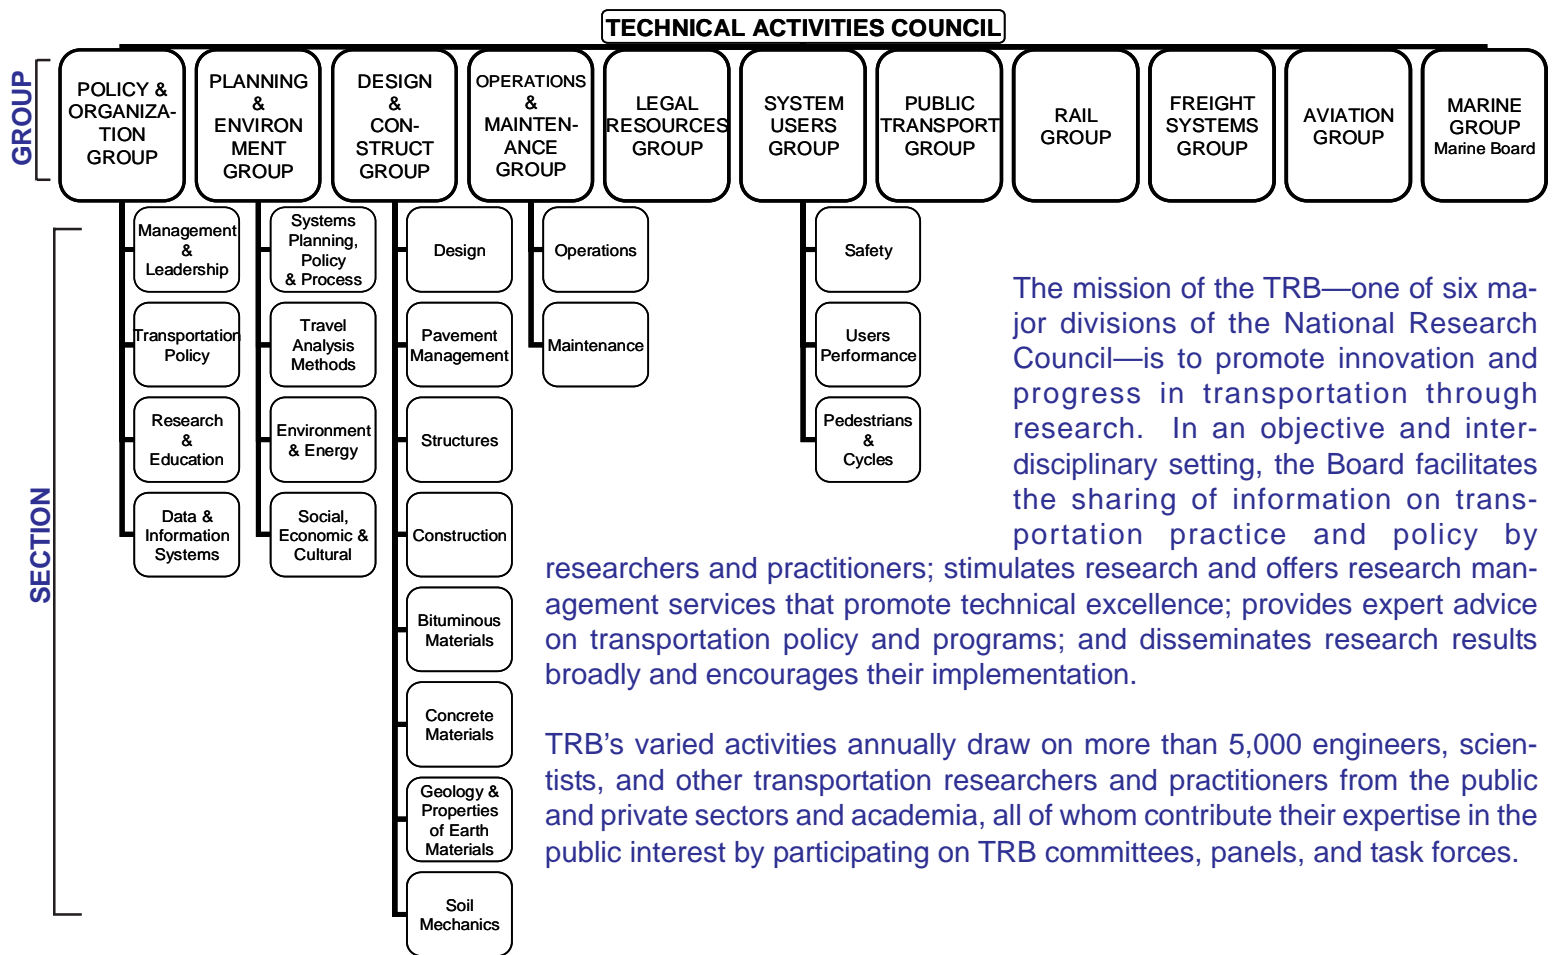 TECHNICAL ACTIVITIES COUNCIL
GROUP
POLICY &
ORGANIZA-
TION
GROUP
PLANNING
&
ENVIRON
MENT
GROUP
DESIGN
&
CON-
STRUCT
GROUP
OPERATIONS
&
MAINTEN-
ANCE
GROUP
LEGAL
RESOURCES
GROUP
SYSTEM
USERS
GROUP
PUBLIC
TRANSPORT
GROUP
RAIL
GROUP
FREIGHT
SYSTEMS
GROUP
AVIATION
GROUP
MARINE
GROUP
Marine Board
SECTION
Management
&
Leadership
Transportation
Policy
Research
&
Education
Data &
Information
Systems
Systems
Planning,
Policy
& Process
Travel
Analysis
Methods
Environment
& Energy
Social,
Economic &
Cultural
Design
Pavement
Management
Structures
Construction
Bituminous
Materials
Concrete
Materials
Geology &
Properties
of Earth
Materials
Soil
Mechanics
Operations
Maintenance
Safety
Users
Performance
Pedestrians
&
Cycles
The mission of the TRB—one of six ma-
jor divisions of the National Research
Council—is to promote innovation and
progress in transportation through
research. In an objective and inter-
disciplinary setting, the Board facilitates
the sharing of information on trans-
portation practice and policy by
researchers and practitioners; stimulates research and offers research man-
agement services that promote technical excellence; provides expert advice
on transportation policy and programs; and disseminates research results
broadly and encourages their implementation.
TRB's varied activities annually draw on more than 5,000 engineers, scien-
tists, and other transportation researchers and practitioners from the public
and private sectors and academia, all of whom contribute their expertise in the
public interest by participating on TRB committees, panels, and task forces.